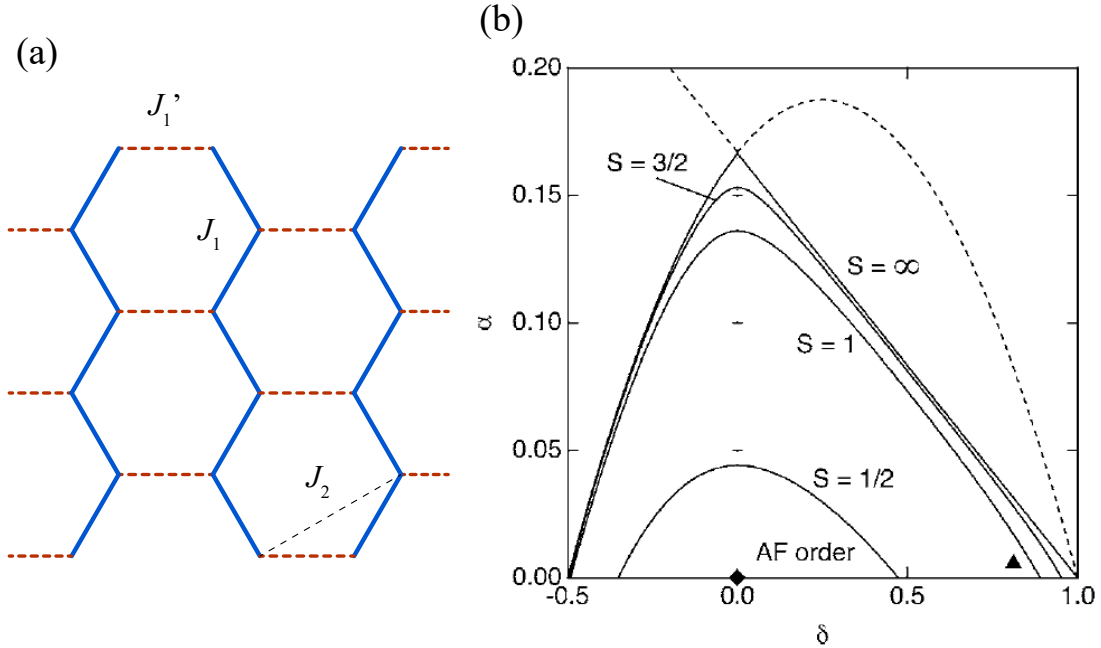 (a)
J₁’
J₁
J₂
(b)
0.20
0.15
0.10
0.05
0.00
α
S = 3/2
S = ∞
S = 1
S = 1/2
AF order
-0.5
0.0
0.5
1.0
δ